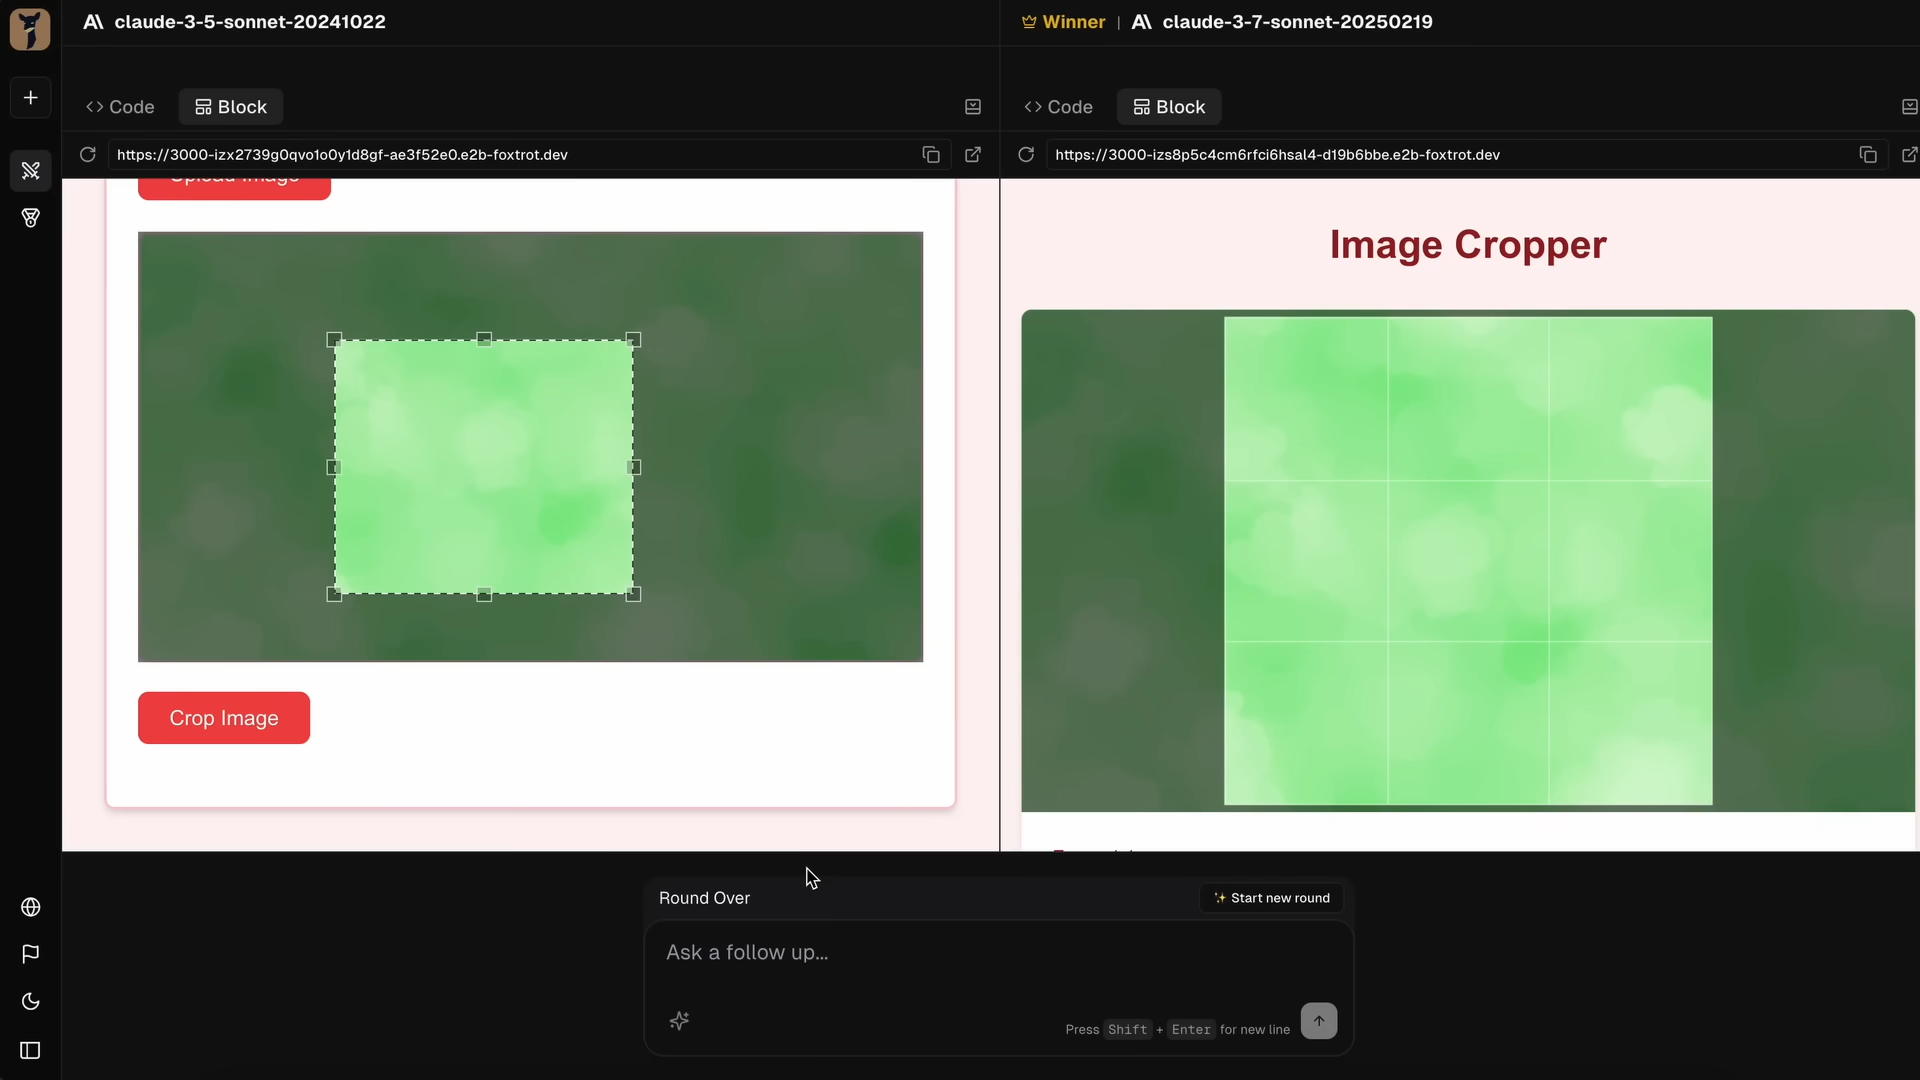 claude-3-5-sonnet-20241022
Winner | claude-3-7-sonnet-20250219
Code
Block
Code
Block
https://3000-izx2739g0qvo1o0y1d8gf-ae3f52e0.e2b-foxtrot.dev
https://3000-izs8p5c4cm6rfci6hsal4-d19b6bbe.e2b-foxtrot.dev
Upload Image
Crop Image
Image Cropper
Round Over
Start new round
Ask a follow up...
Press Shift + Enter for new line